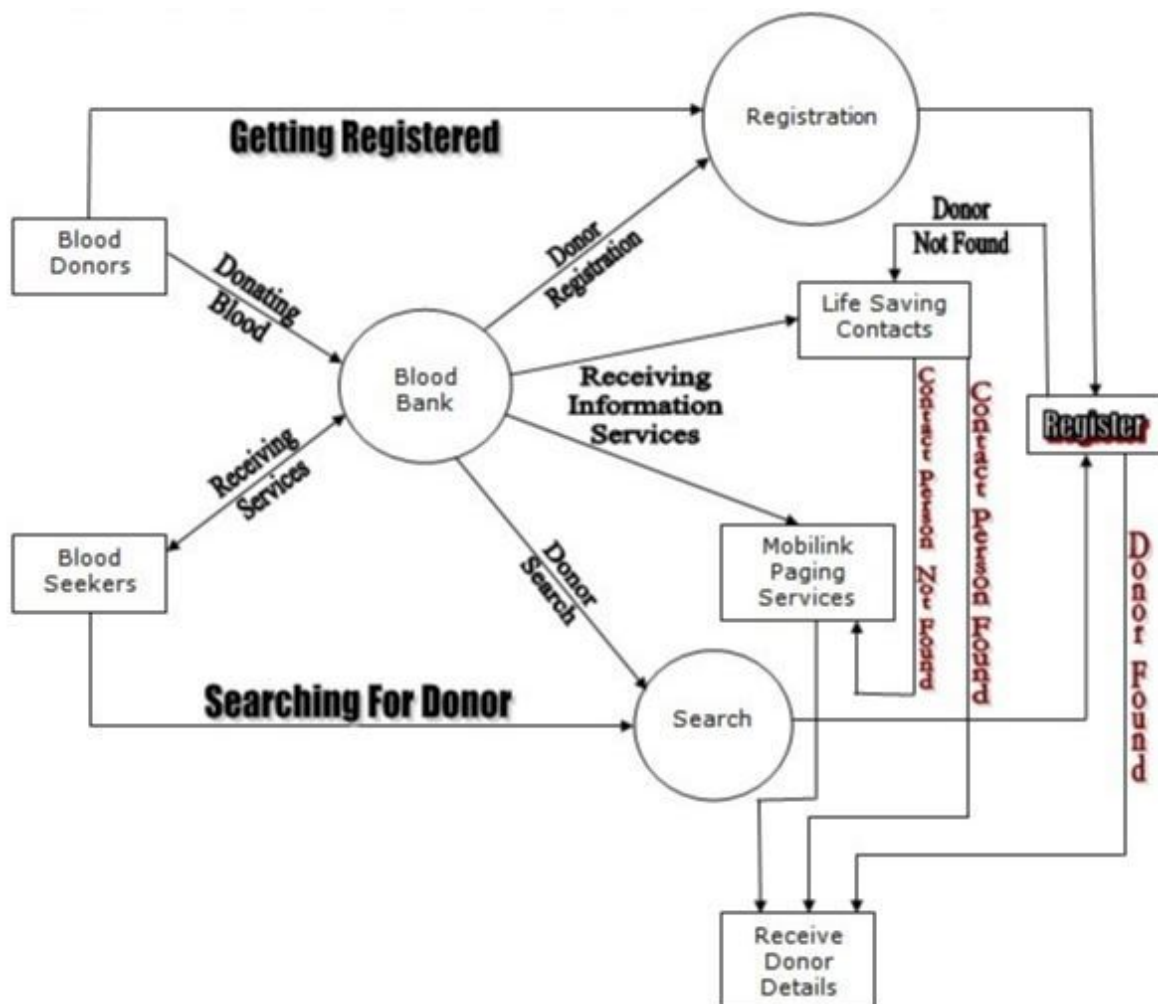 Registration
Getting Registered
Blood
Donors
Donating
Blood
Donor
Registration
Donor
Not Found
Life Saving
Contacts
Blood
Bank
Receiving
Information
Services
Register
Receiving
Services
Contact Person Not Found
Contact Person Found
Blood
Seekers
Mobilink
Paging
Services
Donor
Search
Donor Found
Searching For Donor
Search
Receive
Donor
Details